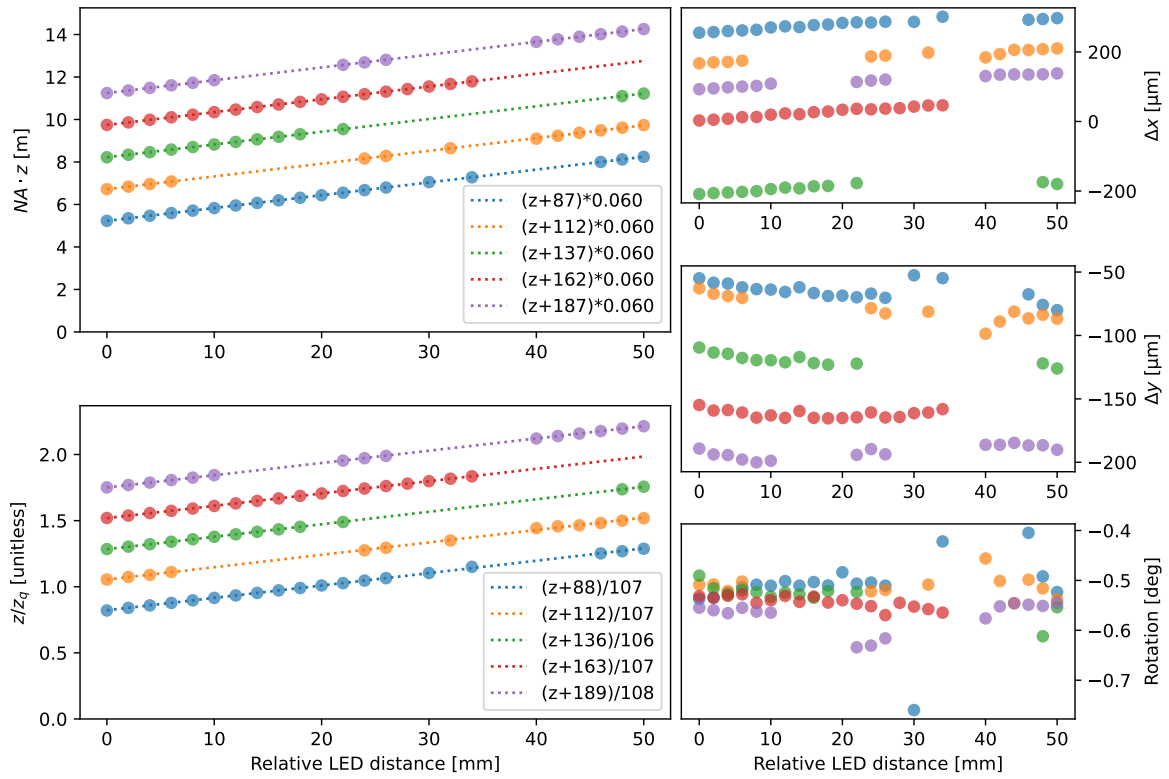 14
12
10
8
6
4
2
0
NA · z [m]
(z+87)*0.060
(z+112)*0.060
(z+137)*0.060
(z+162)*0.060
(z+187)*0.060
0 10 20 30 40 50
200
0
−200
Δx [μm]
0 10 20 30 40 50
−50
−100
−150
−200
Δy [μm]
0 10 20 30 40 50
2.0
1.5
1.0
0.5
0.0
z/zq [unitless]
(z+88)/107
(z+112)/107
(z+136)/106
(z+163)/107
(z+189)/108
0 10 20 30 40 50
Relative LED distance [mm]
−0.4
−0.5
−0.6
−0.7
Rotation [deg]
0 10 20 30 40 50
Relative LED distance [mm]